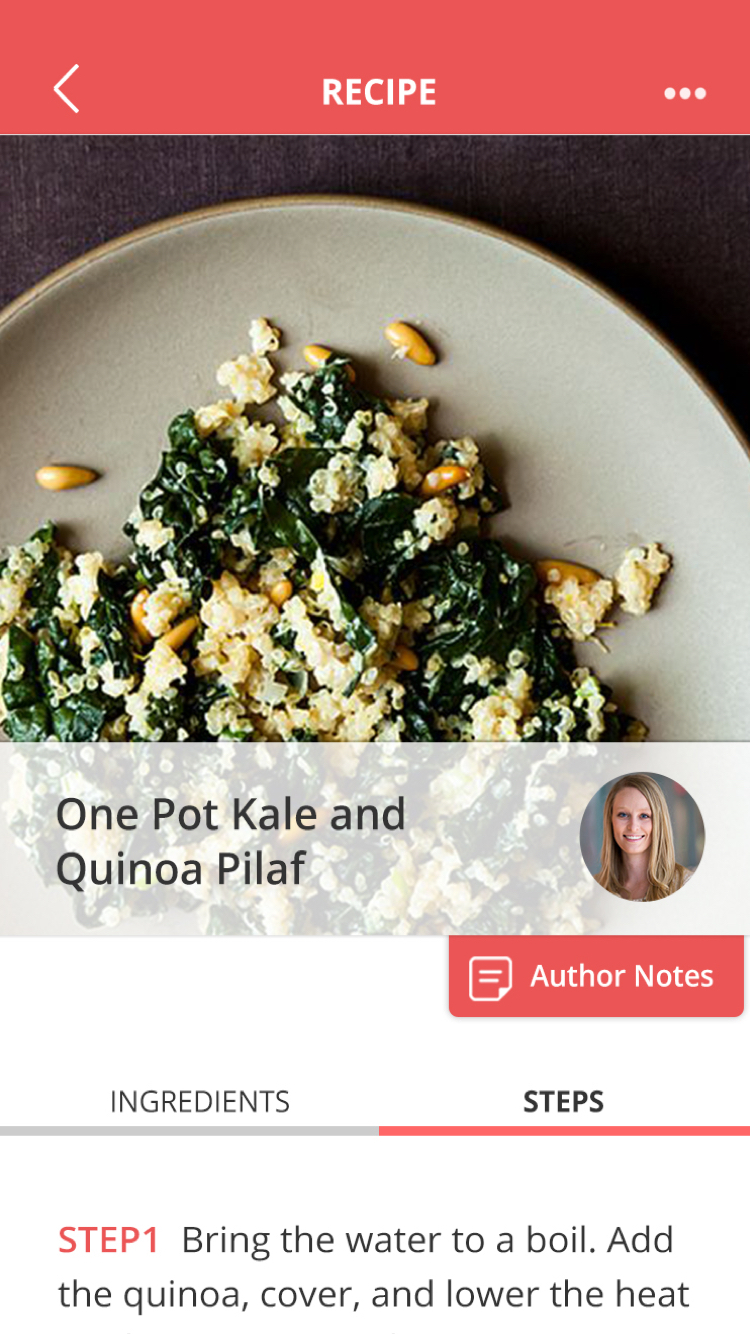 RECIPE
One Pot Kale and
Quinoa Pilaf
Author Notes
INGREDIENTS
STEPS
STEP1 Bring the water to a boil. Add
the quinoa, cover, and lower the heat